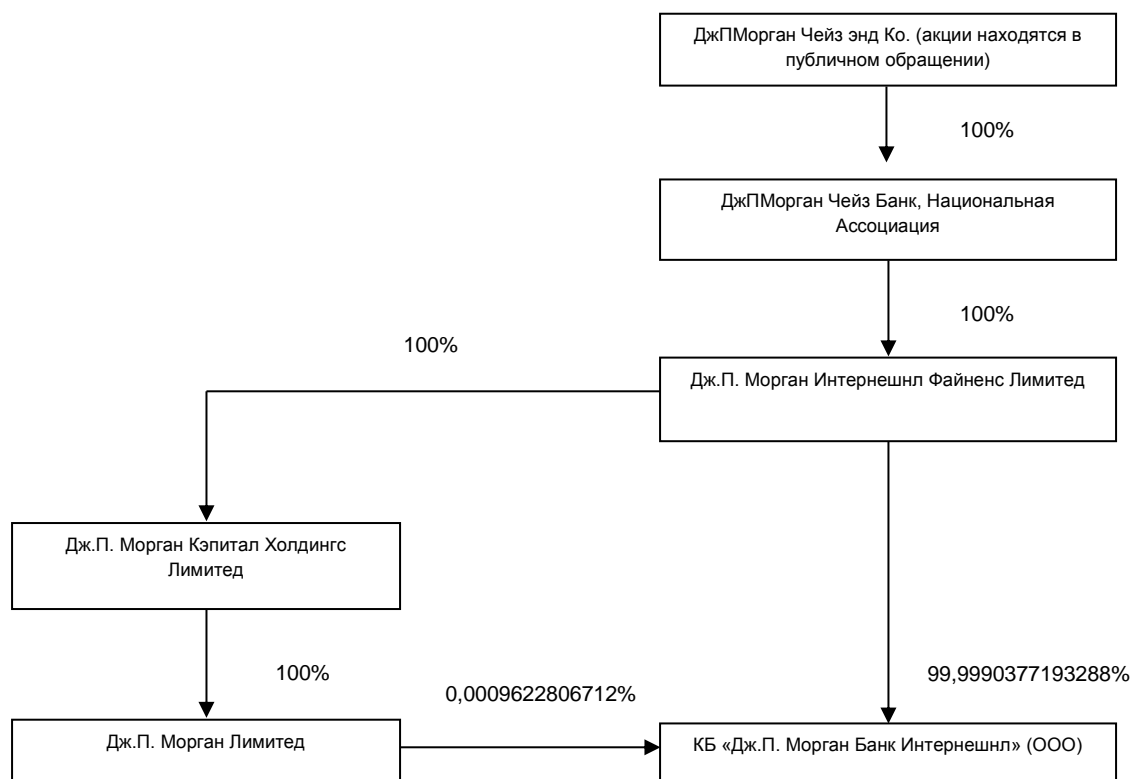 ДжПМорган Чейз энд Ко. (акции находятся в
публичном обращении)
100%
ДжПМорган Чейз Банк, Национальная
Ассоциация
100%
100%
Дж.П. Морган Интернешнл Файненс Лимитед
Дж.П. Морган Кэпитал Холдингс
Лимитед
100%
0,0009622806712%
99,9990377193288%
Дж.П. Морган Лимитед
КБ «Дж.П. Морган Банк Интернешнл» (ООО)